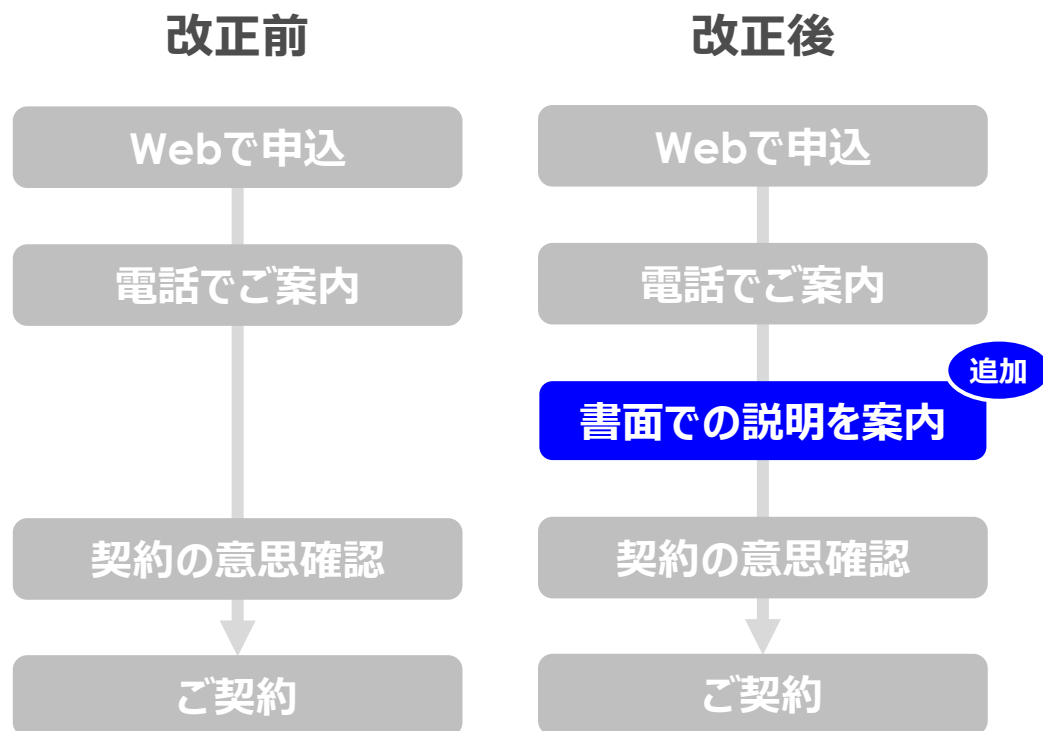 改正前
Webで申込
電話でご案内
契約の意思確認
ご契約
改正後
Webで申込
電話でご案内
追加
書面での説明を案内
契約の意思確認
ご契約